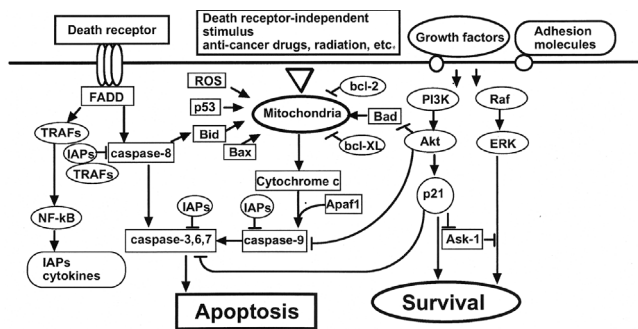 Death receptor
Death receptor-independent
stimulus
anti-cancer drugs, radiation, etc.
Growth factors
Adhesion
molecules
FADD
ROS
bcl-2
p53
Mitochondria
Bad
PI3K
Raf
TRAFs
Bid
Bax
bcl-XL
Akt
ERK
IAPs
caspase-8
TRAFs
Cytochrome c
p21
NF-kB
IAPs
IAPs
Apaf1
caspase-3,6,7
caspase-9
Ask-1
IAPs
cytokines
Apoptosis
Survival